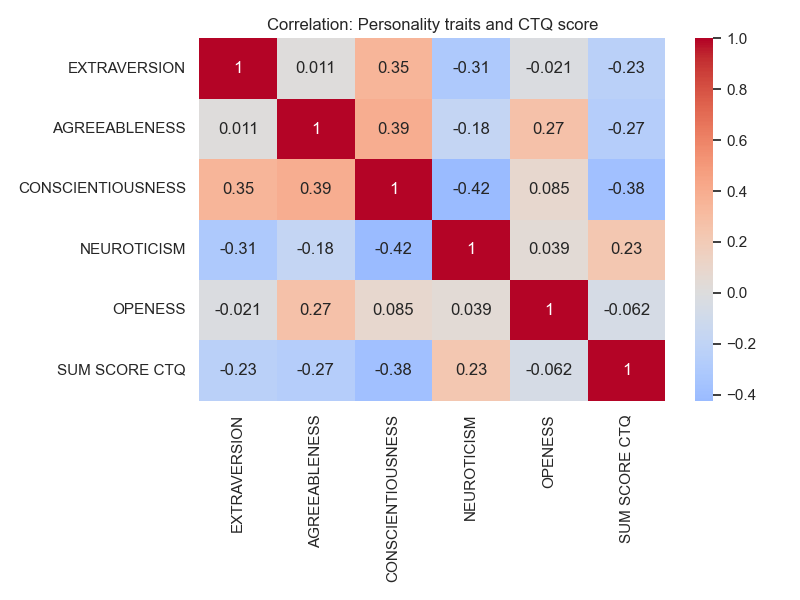 Correlation: Personality traits and CTQ score
EXTRAVERSION 1 0.011 0.35 -0.31 -0.021 -0.23
AGREEABLENESS 0.011 1 0.39 -0.18 0.27 -0.27
CONSCIENTIOUSNESS 0.35 0.39 1 -0.42 0.085 -0.38
NEUROTICISM -0.31 -0.18 -0.42 1 0.039 0.23
OPENESS -0.021 0.27 0.085 0.039 1 -0.062
SUM SCORE CTQ -0.23 -0.27 -0.38 0.23 -0.062 1
EXTRAVERSION
AGREEABLENESS
CONSCIENTIOUSNESS
NEUROTICISM
OPENESS
SUM SCORE CTQ
1.0
0.8
0.6
0.4
0.2
0.0
−0.2
−0.4